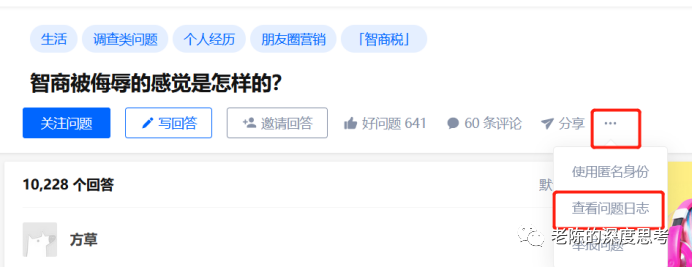 生活 调查类问题 个人经历 朋友圈营销 「智商税」
智商被侮辱的感觉是怎样的？
关注问题 写回答 邀请回答 好问题 641 60 条评论 分享 ···
使用匿名身份
10,228 个回答 默
查看问题日志
方草 老陈的深度思考
举报问题